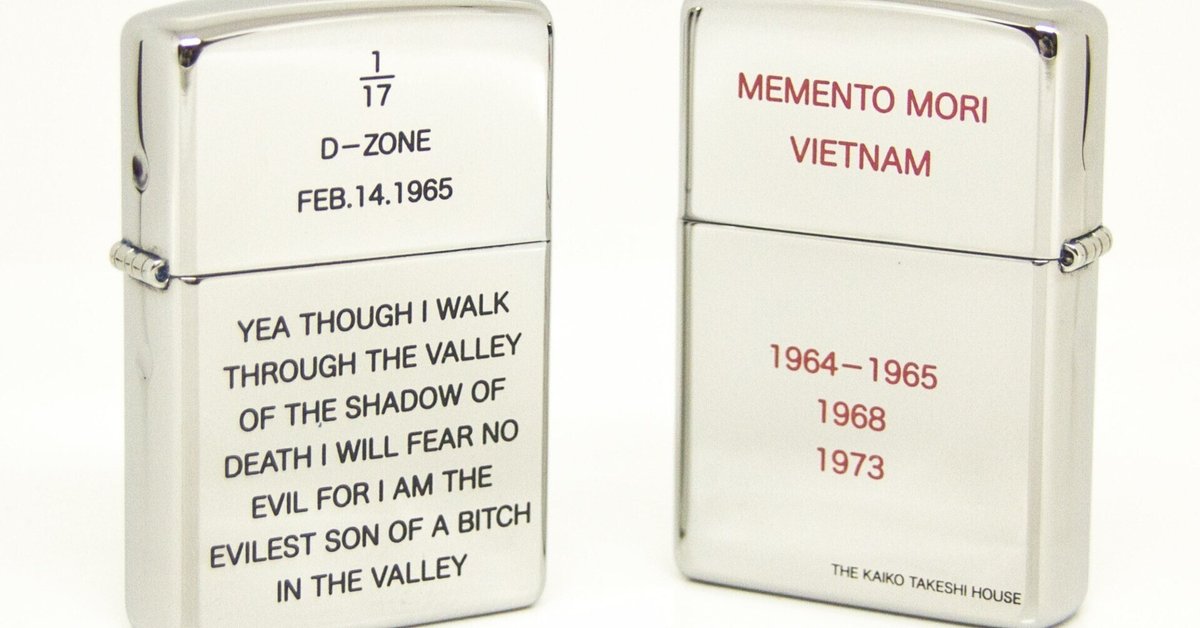 1
17
D-ZONE
FEB.14.1965
YEA THOUGH I WALK
THROUGH THE VALLEY
OF THE SHADOW OF
DEATH I WILL FEAR NO
EVIL FOR I AM THE
EVILEST SON OF A BITCH
IN THE VALLEY
MEMENTO MORI
VIETNAM
1964-1965
1968
1973
THE KAIKO TAKESHI HOUSE